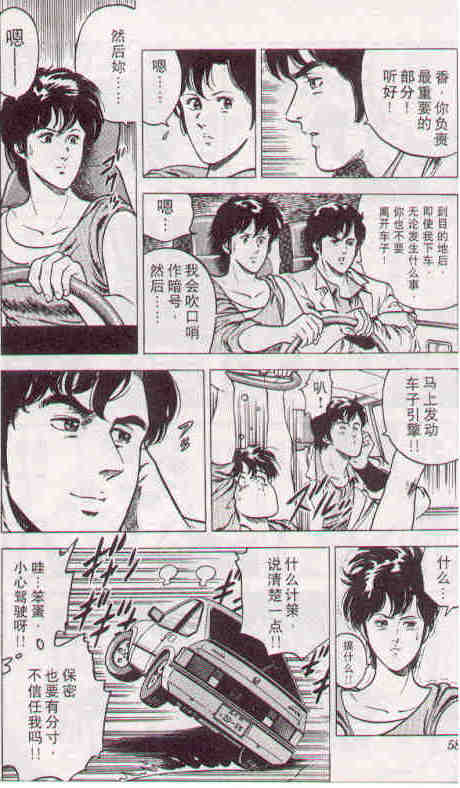 香．你负责
最重要的
部分！
听好！
嗯……
然后妳……
嗯——
到目的地后，
即使我下车，
无论发生什么事，
你也不要
离开车子！
嗯…
我会吹口哨
作暗号，
然后……
马上发动
车子引擎!!
叭！
什么…
搞什么?!
什么计策，
说清楚一点!!
哇…笨蛋，
小心驾驶呀!!
保密
也要有分寸，
不信任我吗!!
58